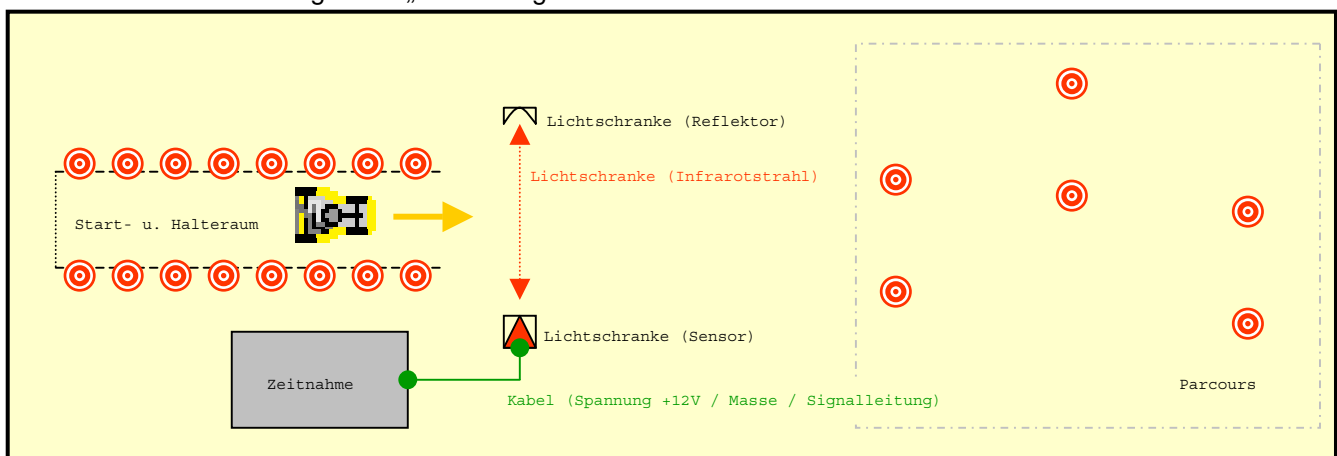 Lichtschranke (Reflektor)
Lichtschranke (Infrarotstrahl)
Start- u. Halteraum
Lichtschranke (Sensor)
Zeitnahme
Parcours
Kabel (Spannung +12V / Masse / Signalleitung)